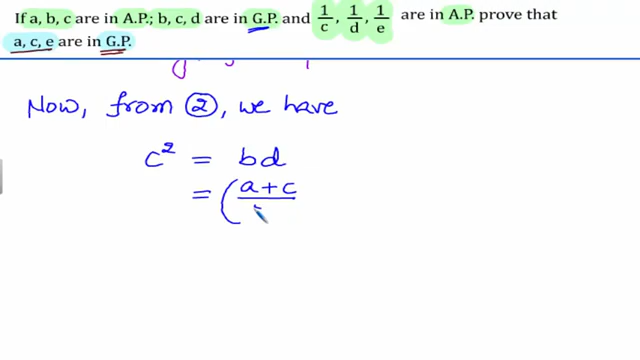 If a, b, c are in A.P.; b, c, d are in G.P. and 1/c, 1/d, 1/e are in A.P. prove that
a, c, e are in G.P.
Now, from ②, we have
c² = bd
= (a+c/